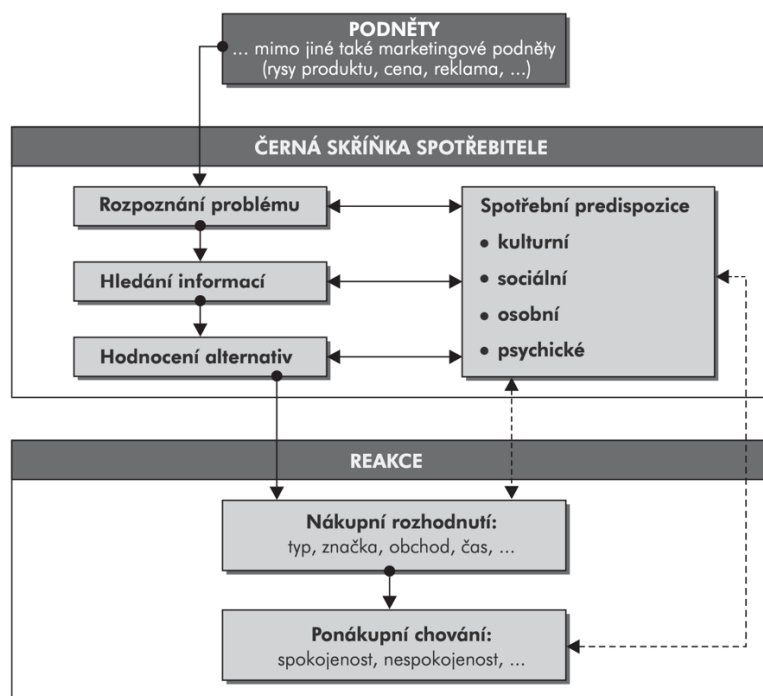 PODNĚTY
... mimo jiné také marketingové podněty
(rysy produktu, cena, reklama, ...)
ČERNÁ SKŘÍŇKA SPOTŘEBITELE
Rozpoznání problému
Hledání informací
Hodnocení alternativ
Spotřební predispozice
• kulturní
• sociální
• osobní
• psychické
REAKCE
Nákupní rozhodnutí:
typ, značka, obchod, čas, ...
Ponákupní chování:
spokojenost, nespokojenost, ...